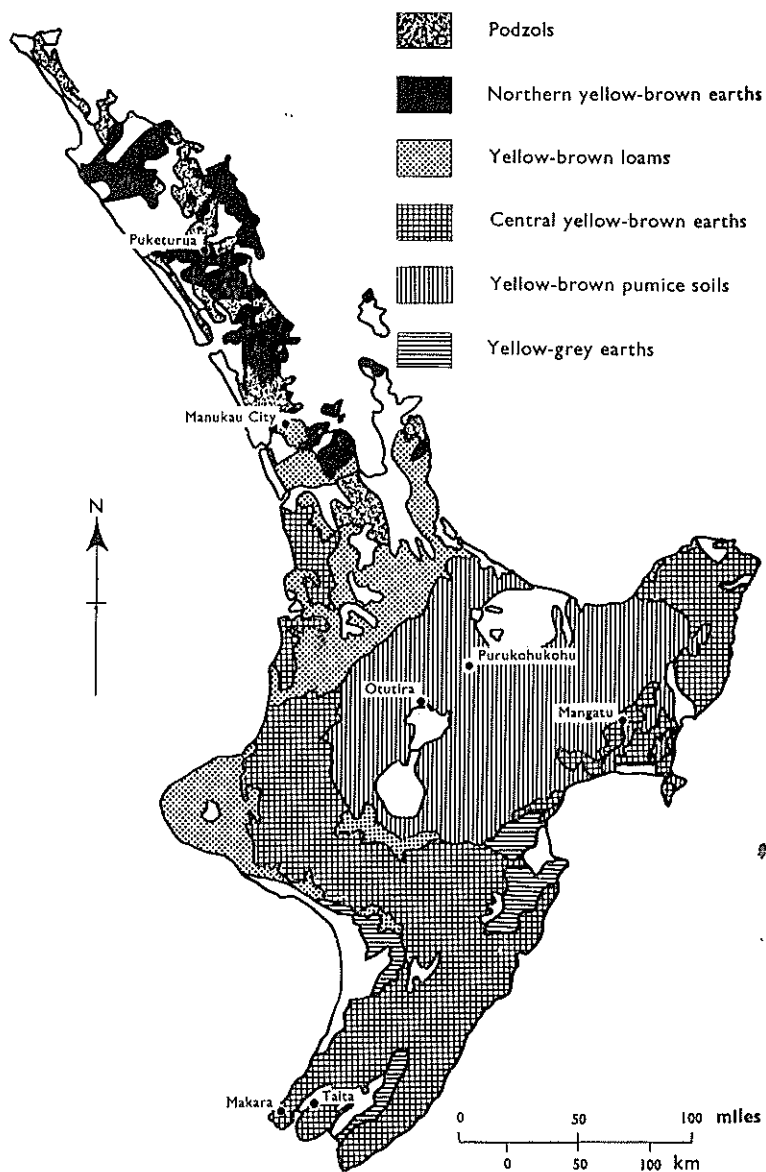 Podzols
Northern yellow-brown earths
Yellow-brown loams
Central yellow-brown earths
Yellow-brown pumice soils
Yellow-grey earths
Puketurua
Manukau City
N
Purukohukohu
Otutira
Mangatu
Makara
Taita
0 50 100 miles
0 50 100 km